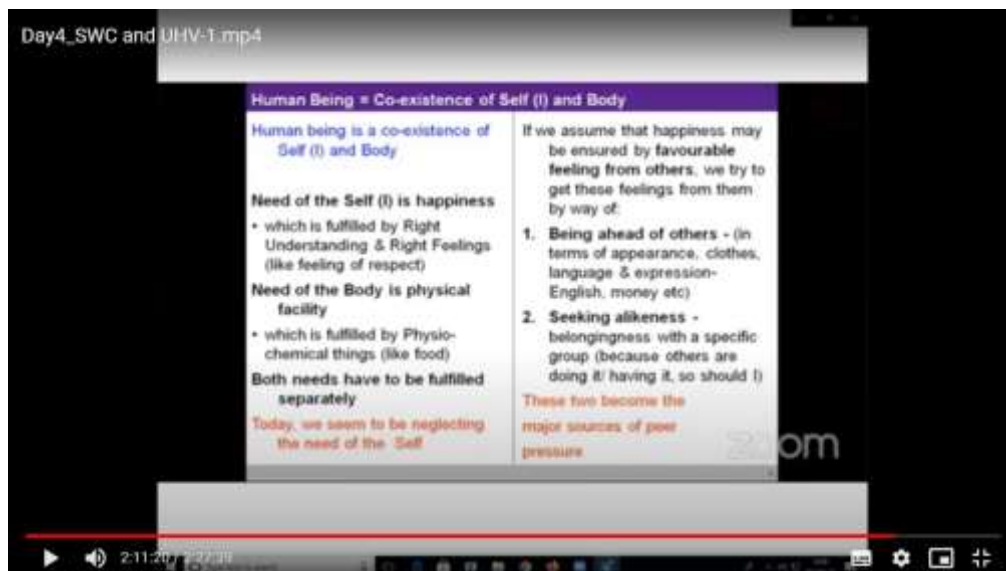 Day4_SWC and UHV-1.mp4
Human Being = Co-existence of Self (I) and Body
Human being is a co-existence of
Self (I) and Body
Need of the Self (I) is happiness
• which is fulfilled by Right
Understanding & Right Feelings
(like feeling of respect)
Need of the Body is physical
facility
• which is fulfilled by Physio-
chemical things (like food)
Both needs have to be fulfilled
separately
Today, we seem to be neglecting
the need of the Self
If we assume that happiness may
be ensured by favourable
feeling from others, we try to
get these feelings from them
by way of:
1. Being ahead of others - (in
terms of appearance, clothes,
language & expression-
English, money etc)
2. Seeking alikeness -
belongingness with a specific
group (because others are
doing it/ having it, so should I)
These two become the
major sources of peer
pressure
zoom
2:11:20 / 2:27:39